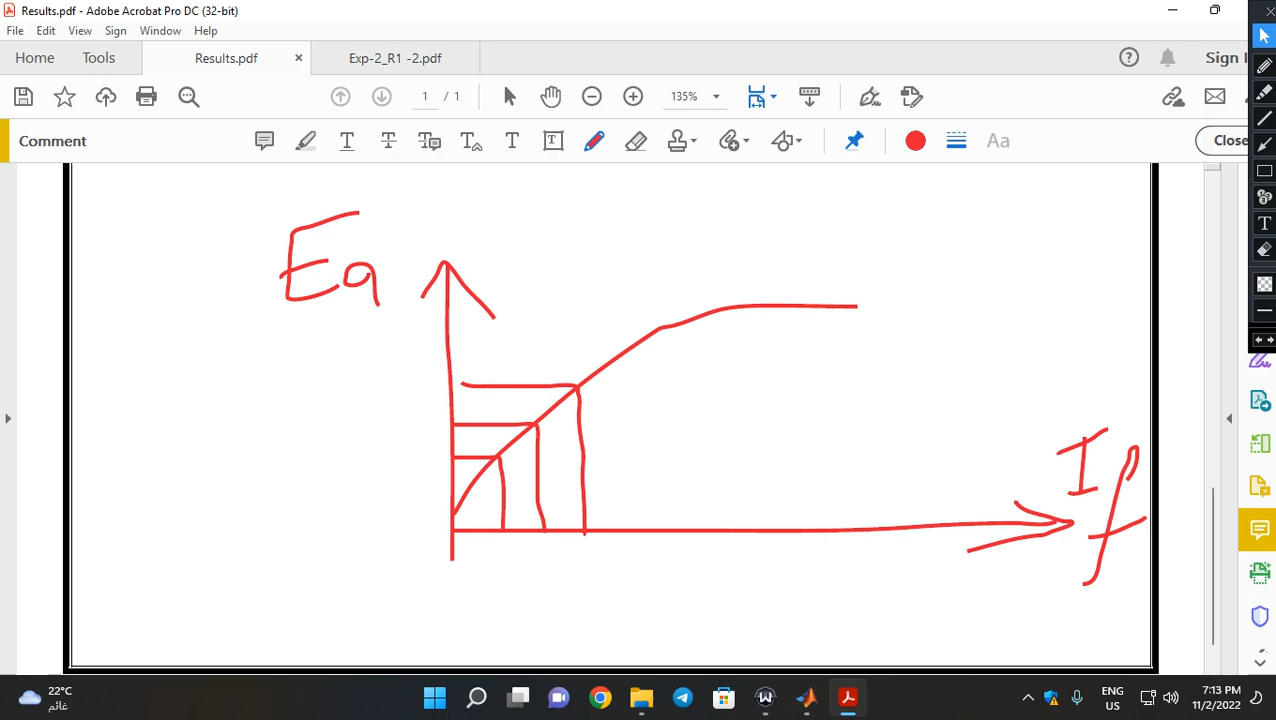 Results.pdf - Adobe Acrobat Pro DC (32-bit)
File Edit View Sign Window Help
Home Tools Results.pdf Exp-2_R1 -2.pdf Sign I
1 / 1 135%
Comment Aa Close
Ea
If
22°C
غائم
ENG
US
7:13 PM
11/2/2022